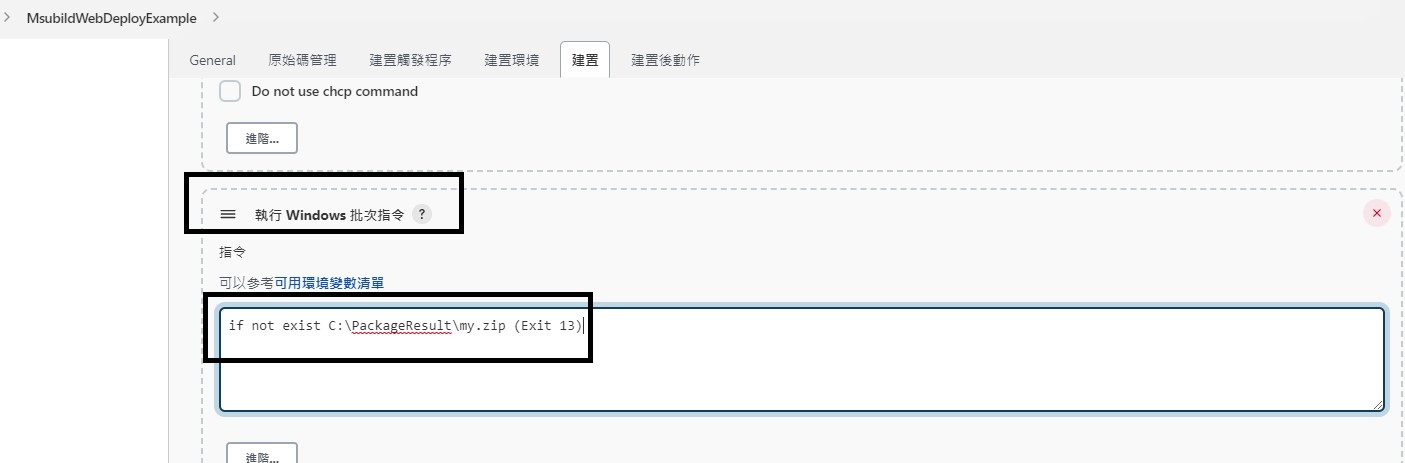 MsubildWebDeployExample
General 原始碼管理 建置觸發程序 建置環境 建置 建置後動作
Do not use chcp command
進階...
執行 Windows 批次指令 ?
指令
可以參考可用環境變數清單
if not exist C:\PackageResult\my.zip (Exit 13)
進階...